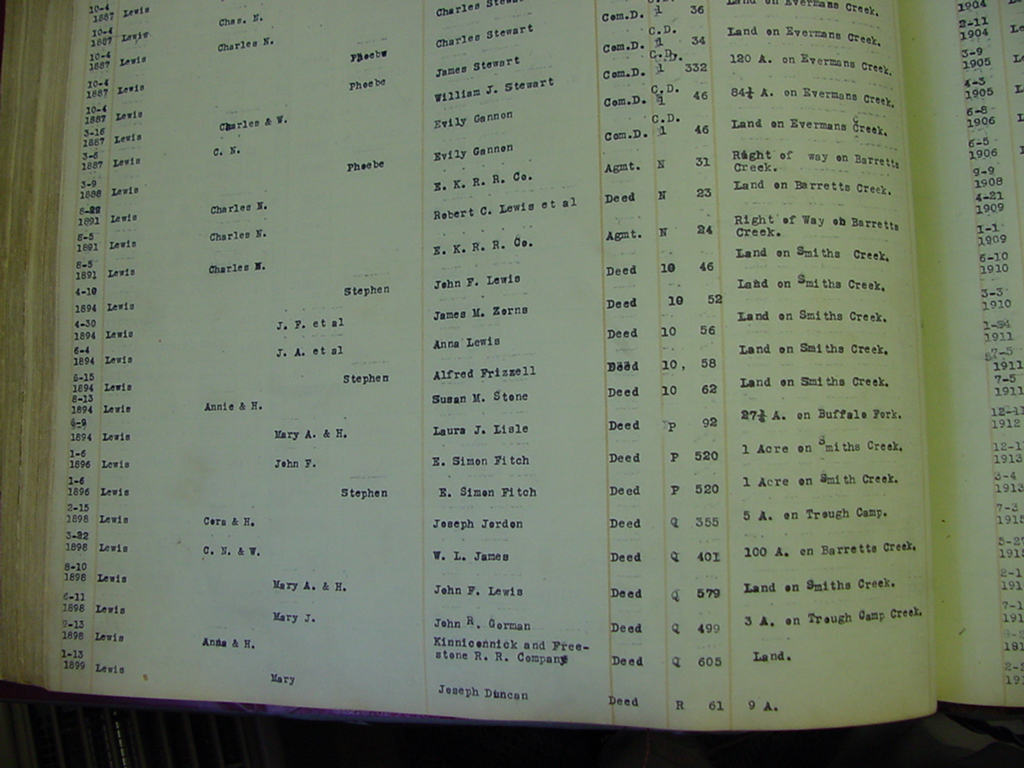 10-4
1887 Lewis Chas. N. Charles Stewart Com.D. 1 36 Land on Evermans Creek.
10-4
1887 Lewis Charles N. Charles Stewart Com.D. C.D. 1 34 Land on Evermans Creek.
10-4
1887 Lewis Phoebe James Stewart Com.D. C.D. 1 332 120 A. on Evermans Creek.
10-4
1887 Lewis Phoebe William J. Stewart Com.D. C.D. 1 46 84½ A. on Evermans Creek.
3-16
1887 Lewis Charles & W. Evily Gannon Com.D. C.D. 1 46 Land on Evermans Creek.
3-6
1887 Lewis C. N. Evily Gannon Agmt. N 31 Right of way on Barretts
Creek.
3-9
1888 Lewis Phoebe E. K. R. R. Co. Deed N 23 Land on Barretts Creek.
8-22
1891 Lewis Charles N. Robert C. Lewis et al Agmt. N 24 Right of Way on Barretts
Creek.
8-5
1891 Lewis Charles N. E. K. R. R. Co. Deed 10 46 Land on Smiths Creek.
8-5
1891 Lewis Charles N. John F. Lewis Deed 10 52 Land on Smiths Creek.
4-10
1894 Lewis Stephen James M. Zorns Deed 10 56 Land on Smiths Creek.
4-30
1894 Lewis J. F. et al Anna Lewis Deed 10, 58 Land on Smiths Creek.
6-4
1894 Lewis J. A. et al Alfred Frizzell Deed 10 62 Land on Smiths Creek.
8-15
1894 Lewis Stephen Susan M. Stone Deed P 92 27½ A. on Buffalo Fork.
8-13
1894 Lewis Annie & H. Laura J. Lisle Deed P 520 1 Acre on Smiths Creek.
1894 Lewis Mary A. & H. E. Simon Fitch Deed P 520 1 Acre on Smith Creek.
1-6
1896 Lewis John F. E. Simon Fitch
1-6
1896 Lewis Stephen Joseph Jordon Deed Q 355 5 A. on Trough Camp.
2-15
1898 Lewis Cora & H. W. L. James Deed Q 401 100 A. on Barretts Creek.
3-22
1898 Lewis C. N. & W. John F. Lewis Deed Q 579 Land on Smiths Creek.
8-10
1898 Lewis Mary A. & H. John R. Gorman Deed Q 499 3 A. on Trough Camp Creek.
6-11
1898 Lewis Mary J. Kinniconnick and Free-
stone R. R. Company Deed Q 605 Land.
9-13
1898 Lewis Anna & H. Joseph Duncan Deed R 61 9 A.
1-13
1899 Lewis Mary
1904
2-11
1904
3-9
1905
4-3
1905
6-8
1906
6-5
1906
9-9
1908
4-21
1909
1-1
1909
6-10
1910
3-3
1910
1-24
1911
7-5
1911
7-5
1911
1912
1913
3-4
1913
7-3